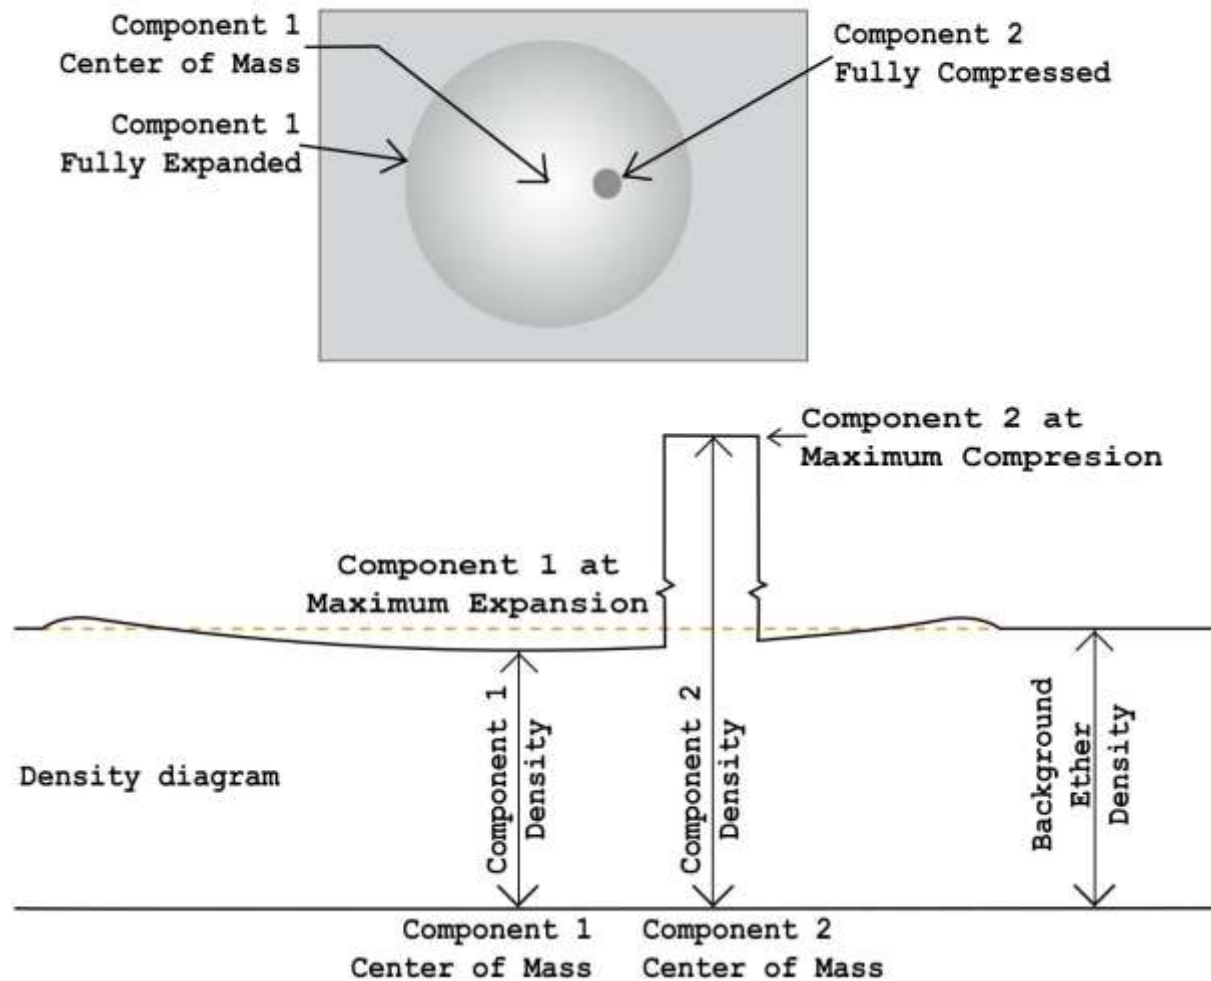 Component 1
Center of Mass
Component 1
Fully Expanded
Component 2
Fully Compressed
Component 2 at
Maximum Compresion
Component 1 at
Maximum Expansion
Component 1
Density
Component 2
Density
Background
Ether
Density
Density diagram
Component 1
Center of Mass
Component 2
Center of Mass